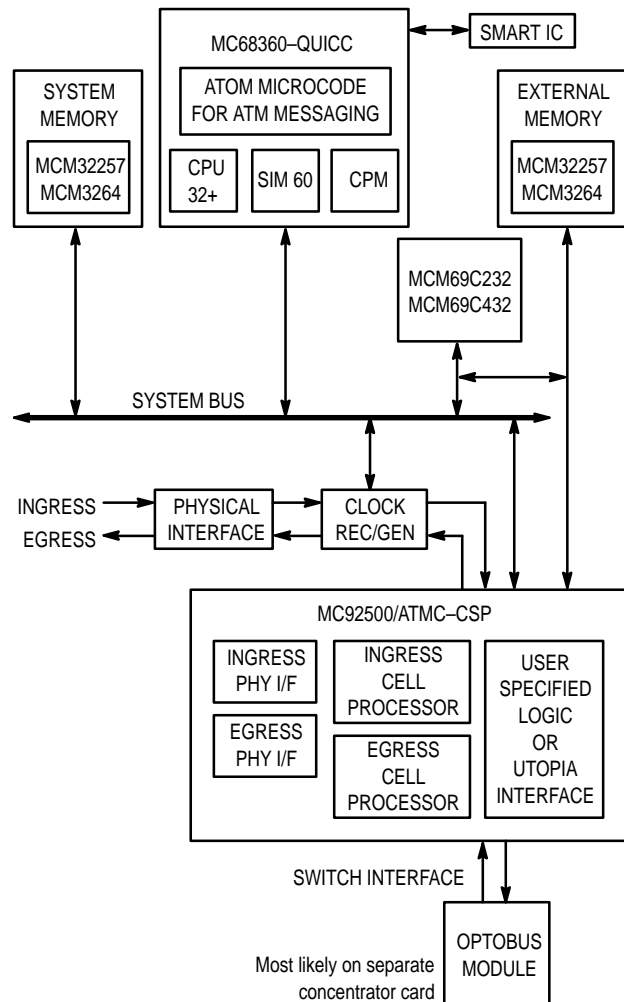 MC68360–QUICC
SMART IC
SYSTEM
MEMORY
MCM32257
MCM3264
ATOM MICROCODE
FOR ATM MESSAGING
CPU
32+
SIM 60
CPM
EXTERNAL
MEMORY
MCM32257
MCM3264
MCM69C232
MCM69C432
SYSTEM BUS
INGRESS
EGRESS
PHYSICAL
INTERFACE
CLOCK
REC/GEN
MC92500/ATMC–CSP
INGRESS
PHY I/F
EGRESS
PHY I/F
INGRESS
CELL
PROCESSOR
EGRESS
CELL
PROCESSOR
USER
SPECIFIED
LOGIC
OR
UTOPIA
INTERFACE
SWITCH INTERFACE
OPTOBUS
MODULE
Most likely on separate
concentrator card